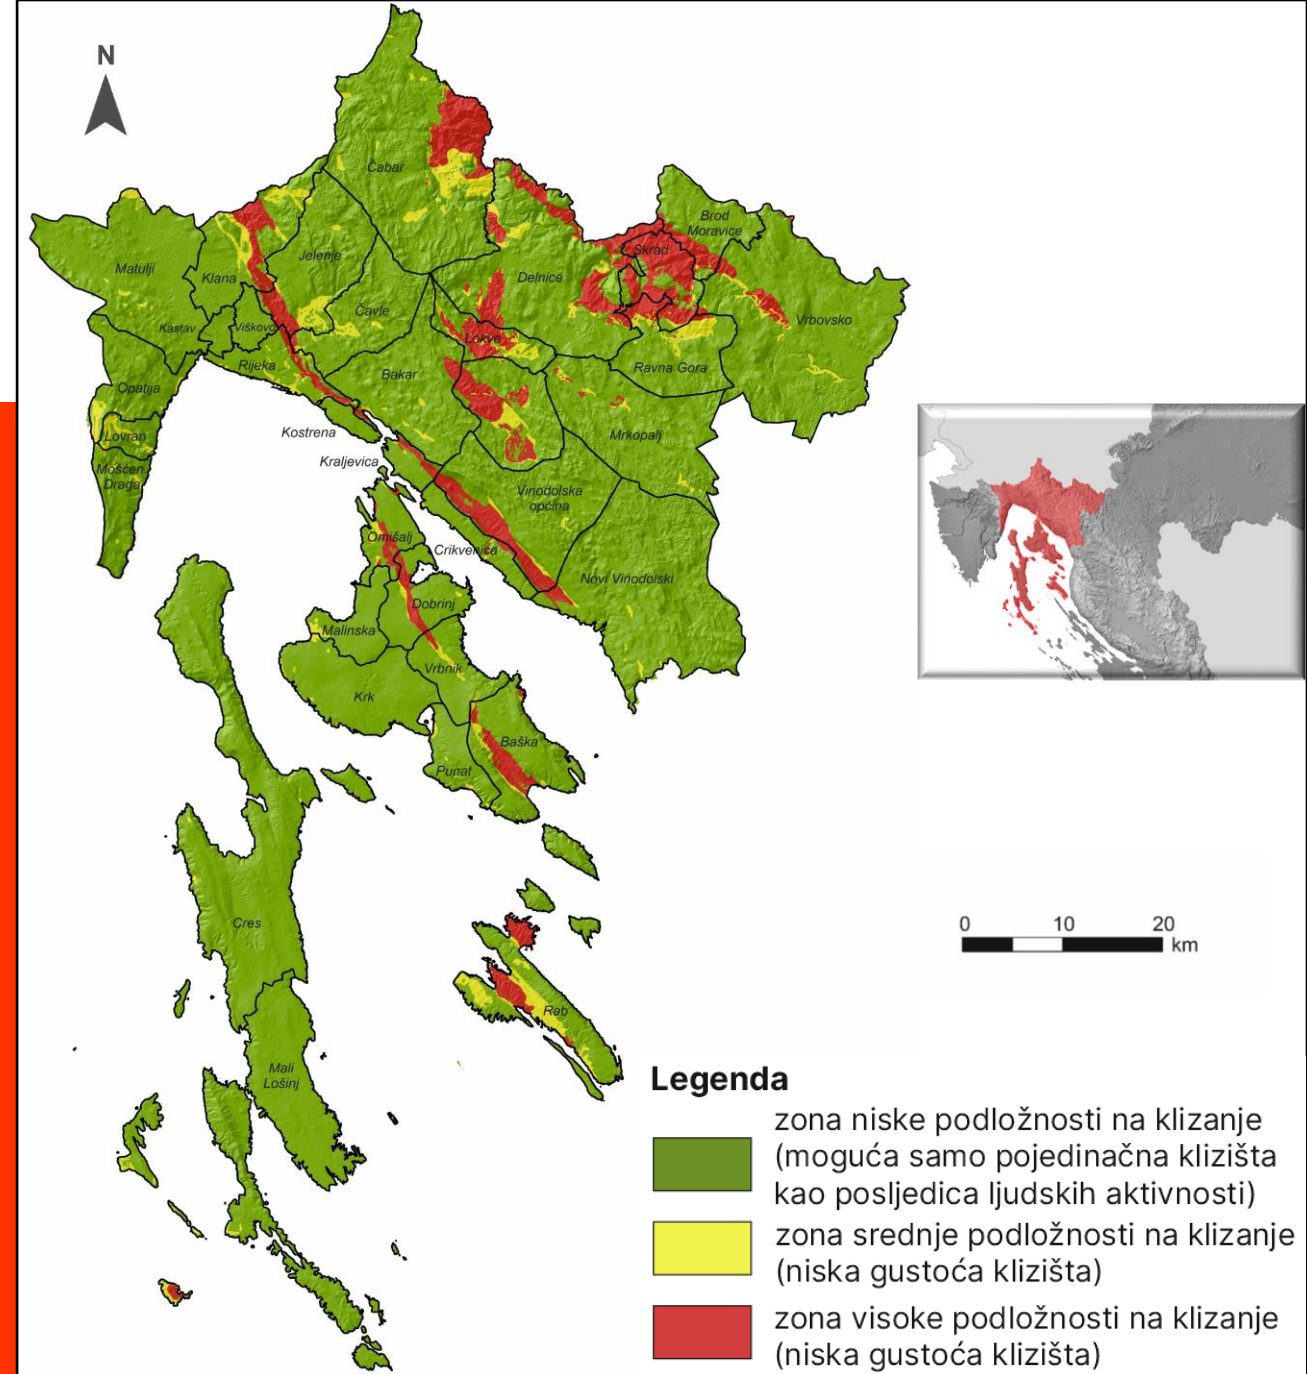 N
Čabar
Brod
Moravice
Skrad
Matulji
Klana
Jelenje
Delnice
Čavle
Vrbovsko
Kastav
Viškovo
Lokve
Rijeka
Bakar
Ravna Gora
Opatija
Kostrena
Lovran
Mrkopalj
Kraljevica
Mošćen.
Draga
Vinodolska
općina
Omišalj
Crikvenica
Novi Vinodolski
Dobrinj
Malinska
Vrbnik
Krk
Baška
Punat
Cres
0 10 20
km
Rab
Mali
Lošinj
Legenda
zona niske podložnosti na klizanje
(moguća samo pojedinačna klizišta
kao posljedica ljudskih aktivnosti)
zona srednje podložnosti na klizanje
(niska gustoća klizišta)
zona visoke podložnosti na klizanje
(niska gustoća klizišta)